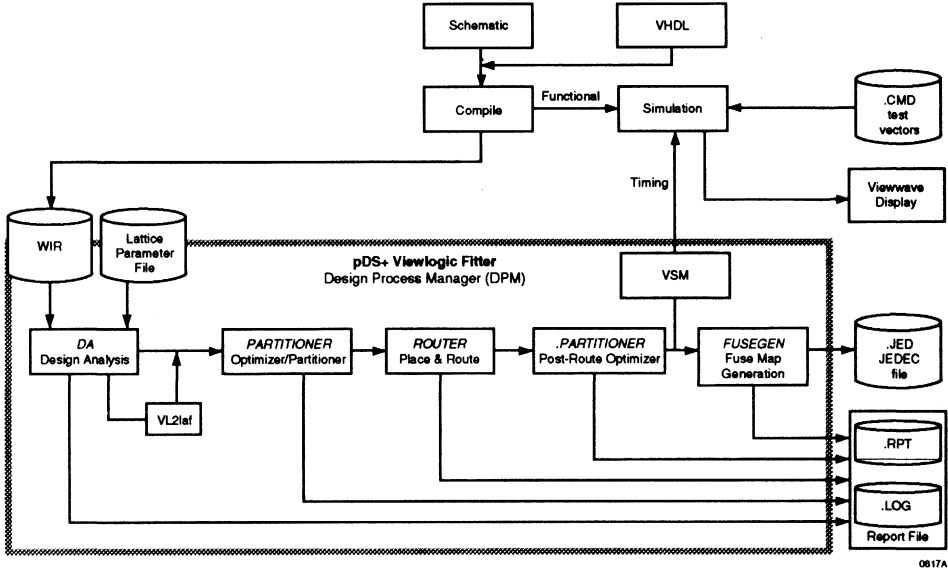 Schematic
VHDL
Compile
Functional
Simulation
.CMD
test
vectors
Timing
Viewwave
Display
WIR
Lattice
Parameter
File
pDS+ Viewlogic Fitter
Design Process Manager (DPM)
VSM
DA
Design Analysis
PARTITIONER
Optimizer/Partitioner
ROUTER
Place & Route
.PARTITIONER
Post-Route Optimizer
FUSEGEN
Fuse Map
Generation
.JED
JEDEC
file
VL2laf
.RPT
.LOG
Report File
0817A